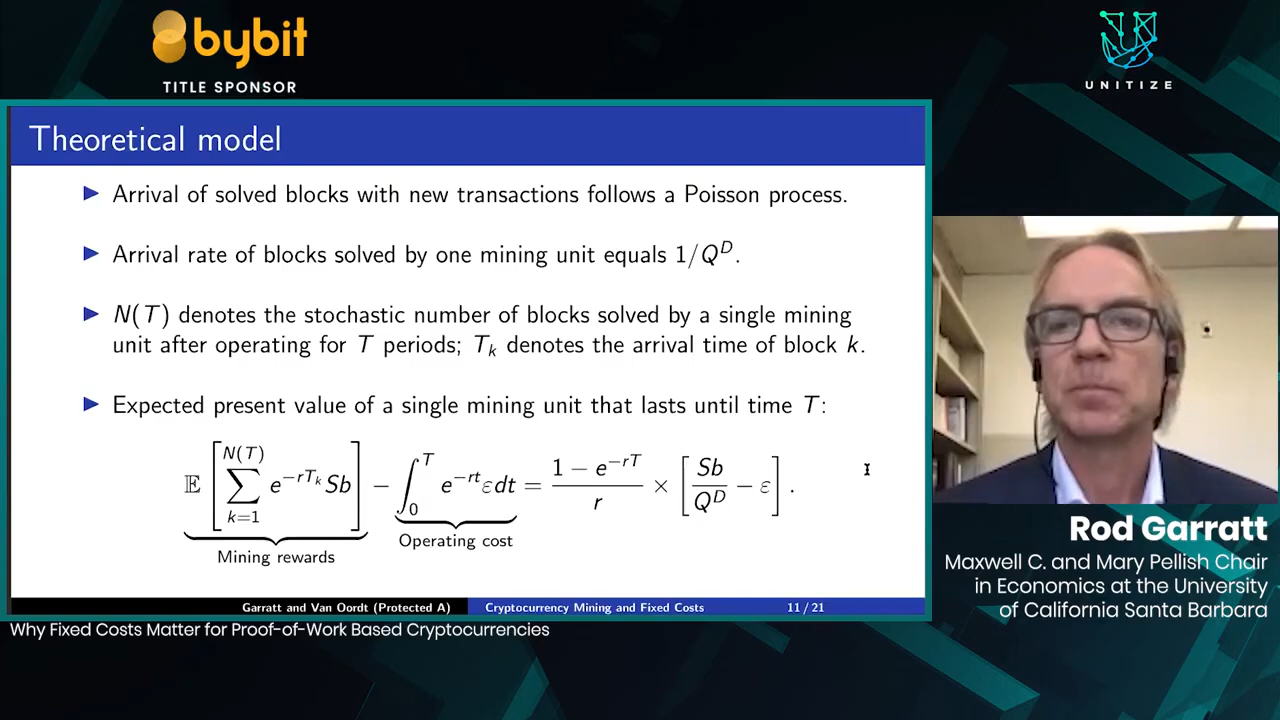 bybit
TITLE SPONSOR
UNITIZE
Theoretical model
Arrival of solved blocks with new transactions follows a Poisson process.
Arrival rate of blocks solved by one mining unit equals 1/Q^D.
N(T) denotes the stochastic number of blocks solved by a single mining
unit after operating for T periods; T_k denotes the arrival time of block k.
Expected present value of a single mining unit that lasts until time T:
𝔼[∑_{k=1}^{N(T)} e^{−rT_k} Sb] − ∫_0^T e^{−rt} εdt = (1 − e^{−rT})/r × [Sb/Q^D − ε].
Mining rewards
Operating cost
Garratt and Van Oordt (Protected A)
Cryptocurrency Mining and Fixed Costs
11 / 21
Rod Garratt
Maxwell C. and Mary Pellish Chair
in Economics at the University
of California Santa Barbara
Why Fixed Costs Matter for Proof-of-Work Based Cryptocurrencies